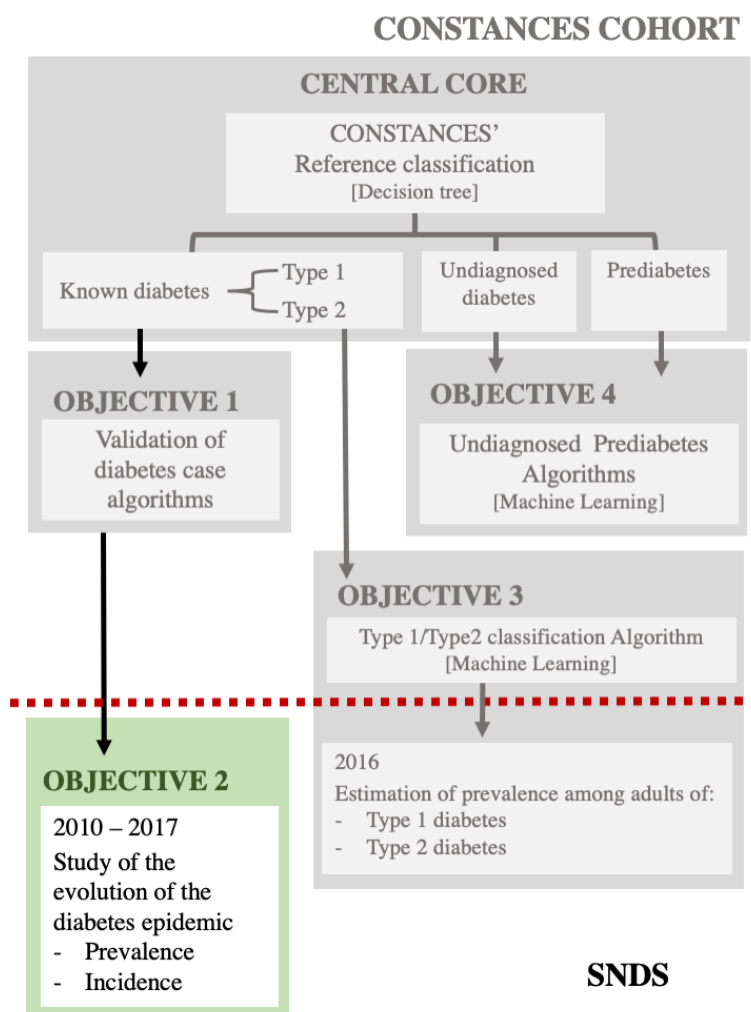 CONSTANCES COHORT
CENTRAL CORE
CONSTANCES’
Reference classification
[Decision tree]
Known diabetes
Type 1
Type 2
Undiagnosed
diabetes
Prediabetes
OBJECTIVE 1
Validation of
diabetes case
algorithms
OBJECTIVE 4
Undiagnosed Prediabetes
Algorithms
[Machine Learning]
OBJECTIVE 3
Type 1/Type2 classification Algorithm
[Machine Learning]
OBJECTIVE 2
2010 – 2017
Study of the
evolution of the
diabetes epidemic
- Prevalence
- Incidence
2016
Estimation of prevalence among adults of:
- Type 1 diabetes
- Type 2 diabetes
SNDS